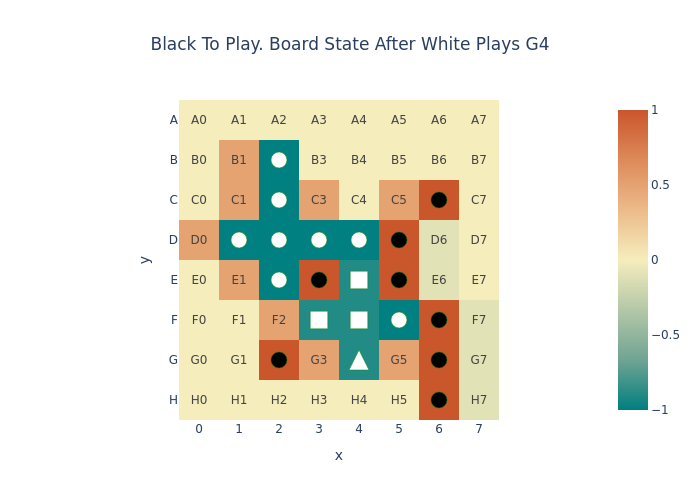 Black To Play. Board State After White Plays G4
A A0 A1 A2 A3 A4 A5 A6 A7 1
B B0 B1 B3 B4 B5 B6 B7
C C0 C1 C3 C4 C5 C7 0.5
D D0 D6 D7
y E E0 E1 E6 E7 0
F F0 F1 F2 F7 −0.5
G G0 G1 G3 G5 G7
H H0 H1 H2 H3 H4 H5 H7 −1
0 1 2 3 4 5 6 7
x